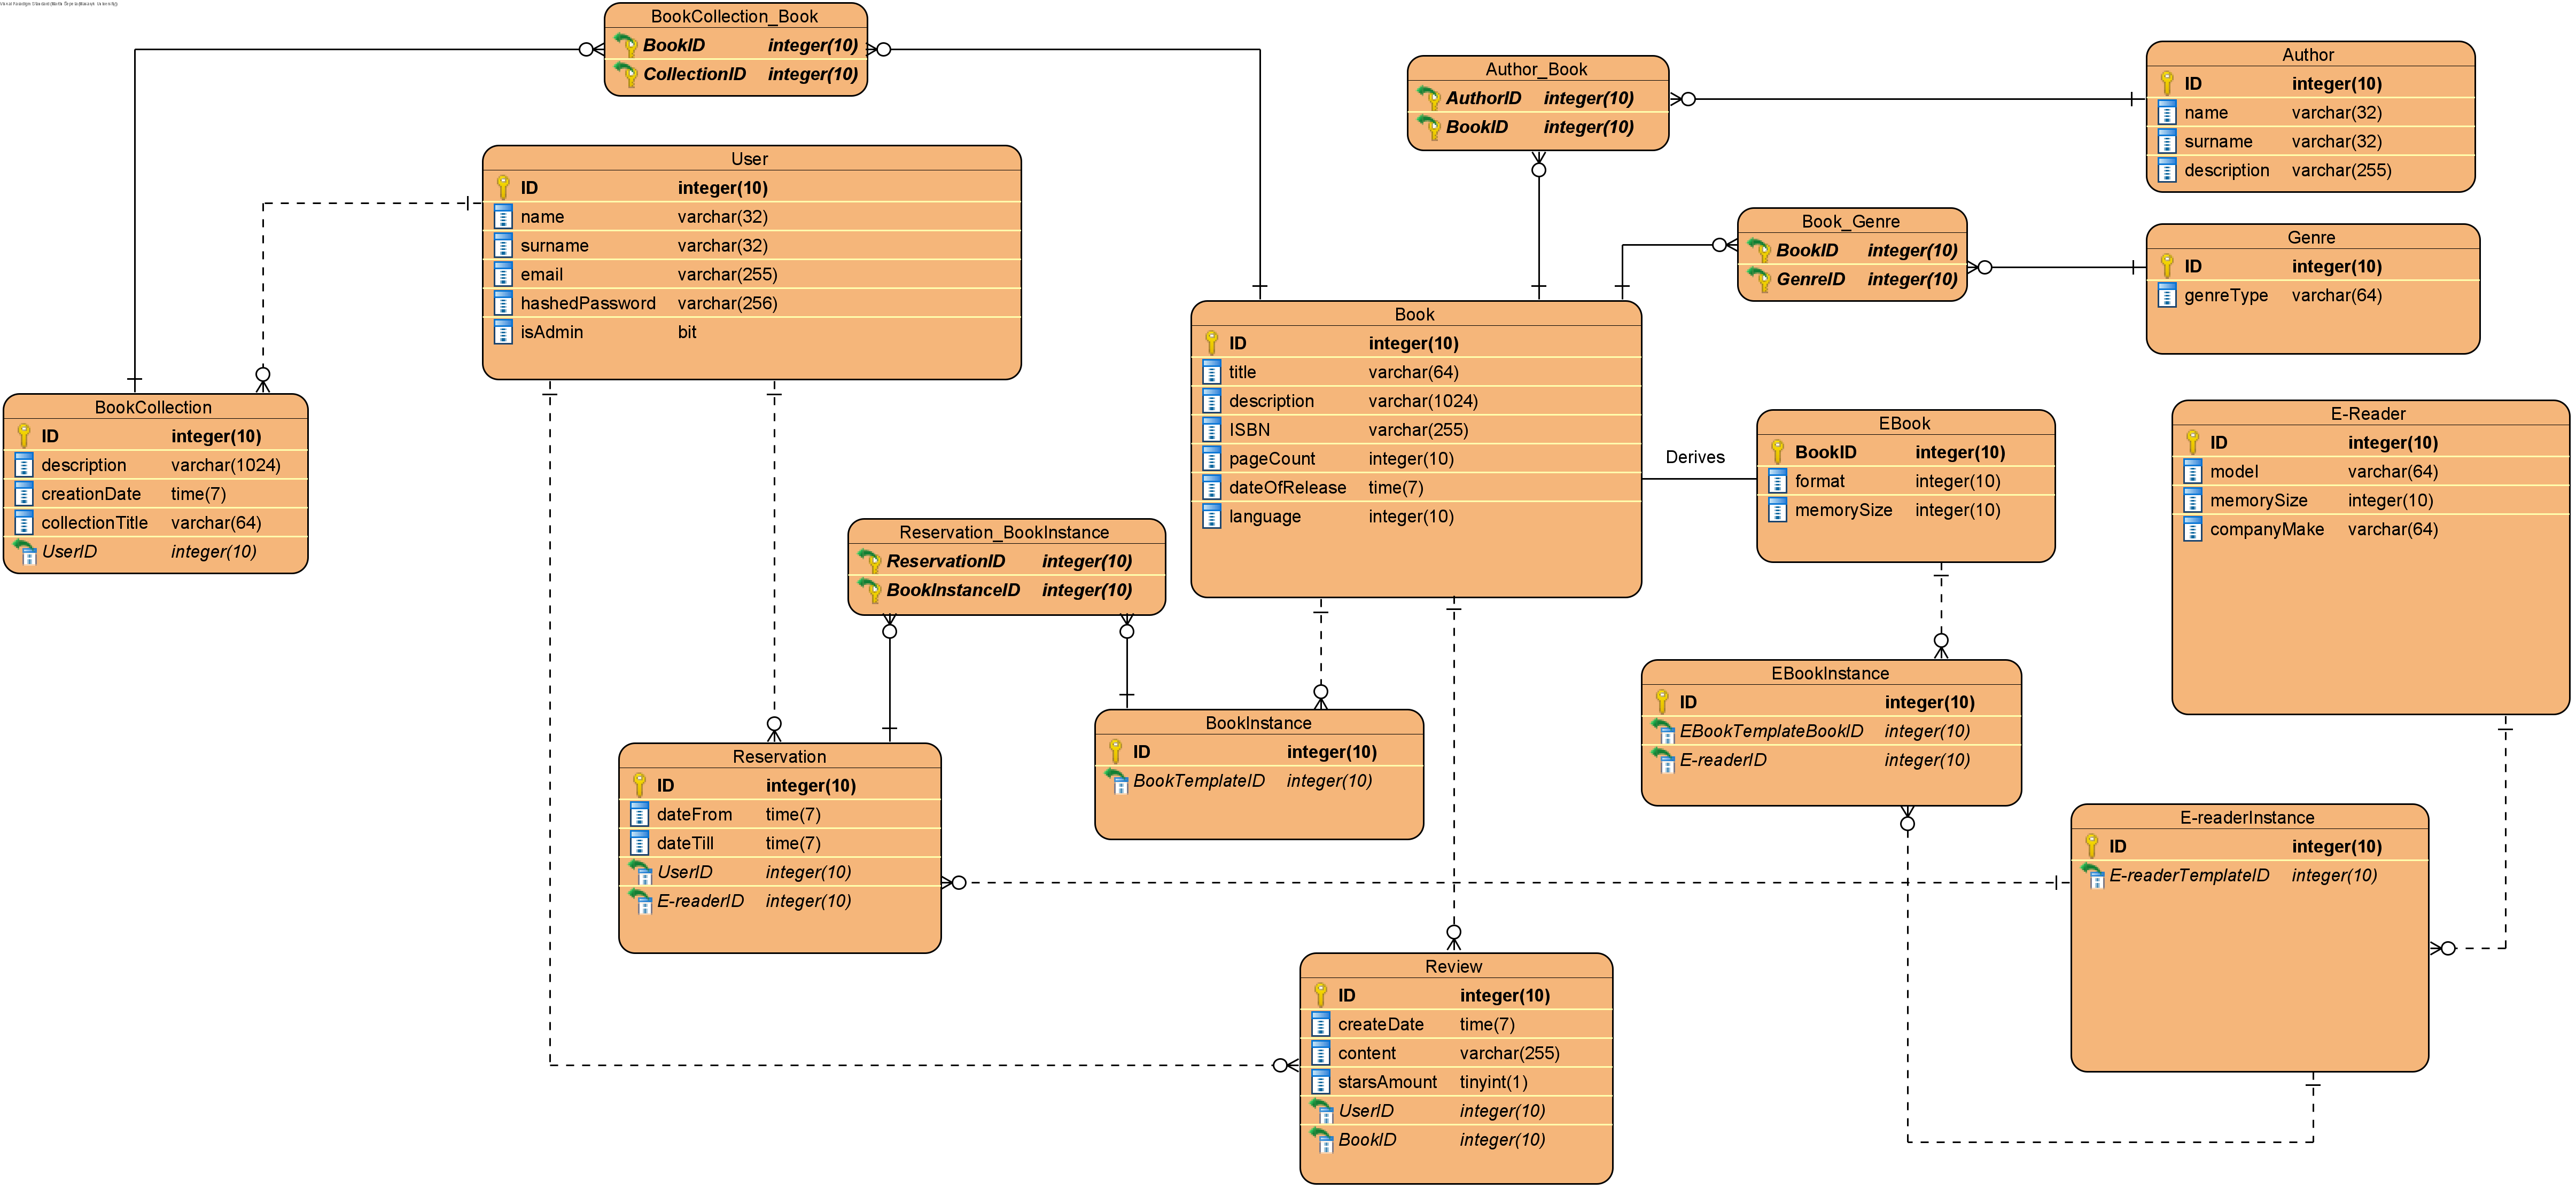 BookCollection_Book
BookID integer(10)
CollectionID integer(10)
Author_Book
AuthorID integer(10)
BookID integer(10)
Author
ID integer(10)
name varchar(32)
surname varchar(32)
description varchar(255)
User
ID integer(10)
name varchar(32)
surname varchar(32)
email varchar(255)
hashedPassword varchar(256)
isAdmin bit
Book_Genre
BookID integer(10)
GenreID integer(10)
Genre
ID integer(10)
genreType varchar(64)
Book
ID integer(10)
title varchar(64)
description varchar(1024)
ISBN varchar(255)
pageCount integer(10)
dateOfRelease time(7)
language integer(10)
Derives
BookCollection
ID integer(10)
description varchar(1024)
creationDate time(7)
collectionTitle varchar(64)
UserID integer(10)
EBook
BookID integer(10)
format integer(10)
memorySize integer(10)
E-Reader
ID integer(10)
model varchar(64)
memorySize integer(10)
companyMake varchar(64)
Reservation_BookInstance
ReservationID integer(10)
BookInstanceID integer(10)
EBookInstance
ID integer(10)
EBookTemplateBookID integer(10)
E-readerID integer(10)
BookInstance
ID integer(10)
BookTemplateID integer(10)
Reservation
ID integer(10)
dateFrom time(7)
dateTill time(7)
UserID integer(10)
E-readerID integer(10)
E-readerInstance
ID integer(10)
E-readerTemplateID integer(10)
Review
ID integer(10)
createDate time(7)
content varchar(255)
starsAmount tinyint(1)
UserID integer(10)
BookID integer(10)